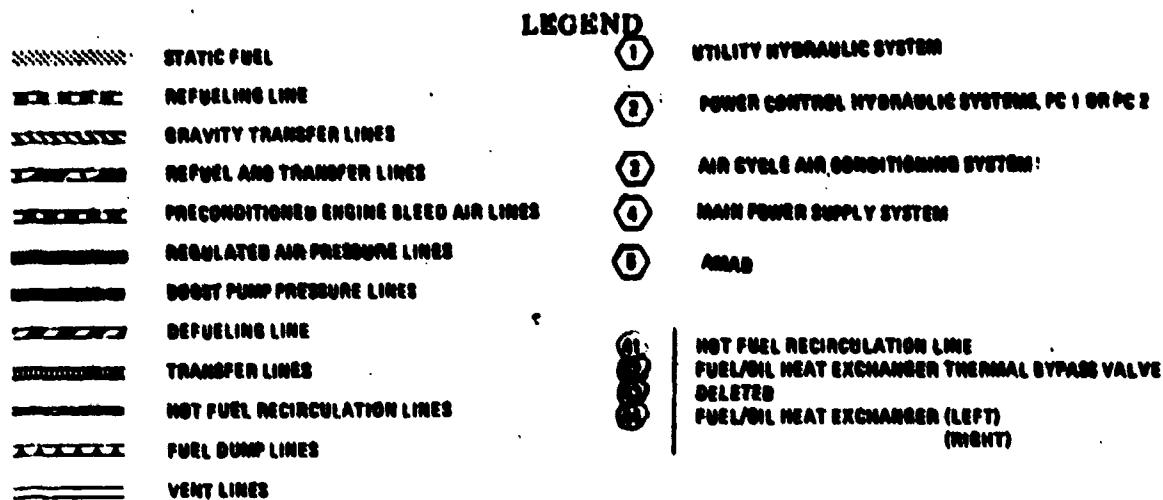 LEGEND
STATIC FUEL
REFUELING LINE
GRAVITY TRANSFER LINES
REFUEL AND TRANSFER LINES
PRECONDITIONED ENGINE BLEED AIR LINES
REGULATED AIR PRESSURE LINES
BOOST PUMP PRESSURE LINES
DEFUELING LINE
TRANSFER LINES
HOT FUEL RECIRCULATION LINES
FUEL DUMP LINES
VENT LINES
1 UTILITY HYDRAULIC SYSTEM
2 POWER CONTROL HYDRAULIC SYSTEMS, PC 1 OR PC 2
3 AIR CYCLE AIR CONDITIONING SYSTEM
4 MAIN POWER SUPPLY SYSTEM
5 AMAD
HOT FUEL RECIRCULATION LINE
FUEL/OIL HEAT EXCHANGER THERMAL BYPASS VALVE
DELETED
FUEL/OIL HEAT EXCHANGER (LEFT)
(RIGHT)